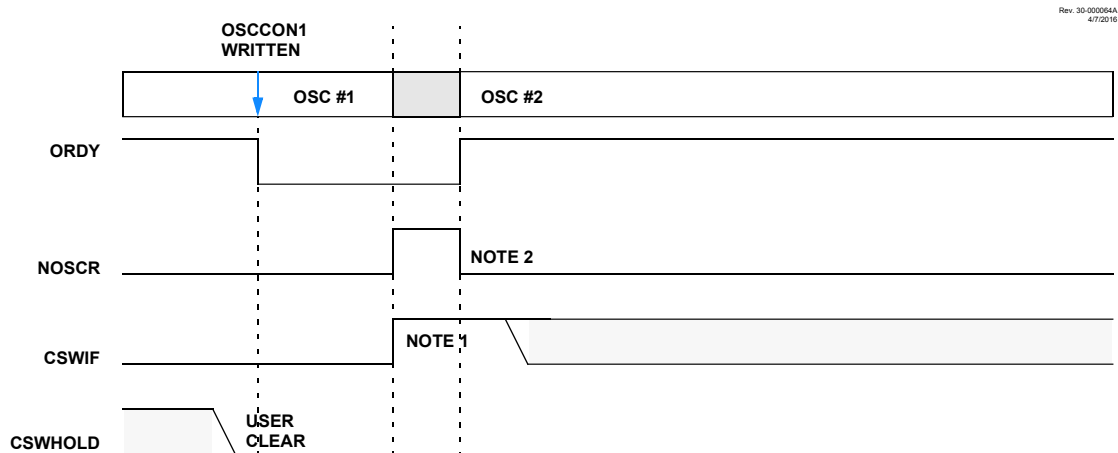 Rev. 30-000064A
4/7/2016
OSCCON1
WRITTEN
OSC #1
OSC #2
ORDY
NOSCR
NOTE 2
CSWIF
NOTE 1
CSWHOLD
USER
CLEAR